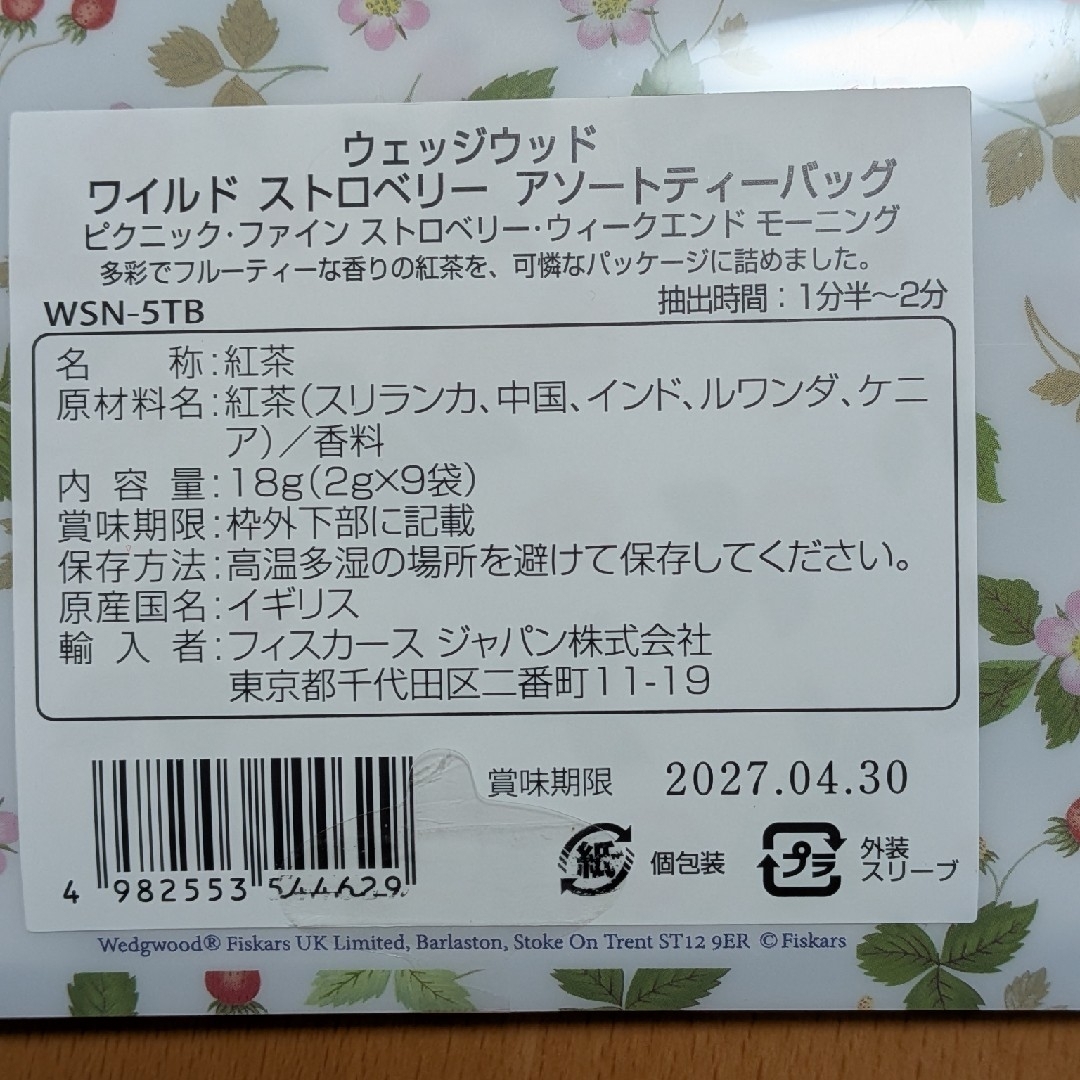 ウェッジウッド
ワイルド ストロベリー アソートティーバッグ
ピクニック・ファイン ストロベリー・ウィークエンド モーニング
多彩でフルーティーな香りの紅茶を、可憐なパッケージに詰めました。
WSN-5TB
抽出時間：1分半〜2分
名称：紅茶
原材料名：紅茶（スリランカ、中国、インド、ルワンダ、ケニ
ア）／香料
内容量：18g（2g×9袋）
賞味期限：枠外下部に記載
保存方法：高温多湿の場所を避けて保存してください。
原産国名：イギリス
輸入者：フィスカース ジャパン株式会社
東京都千代田区二番町11-19
賞味期限 2027.04.30
紙 個包装
プラ 外装
スリーブ
4 982553 544629
Wedgwood® Fiskars UK Limited, Barlaston, Stoke On Trent ST12 9ER © Fiskars